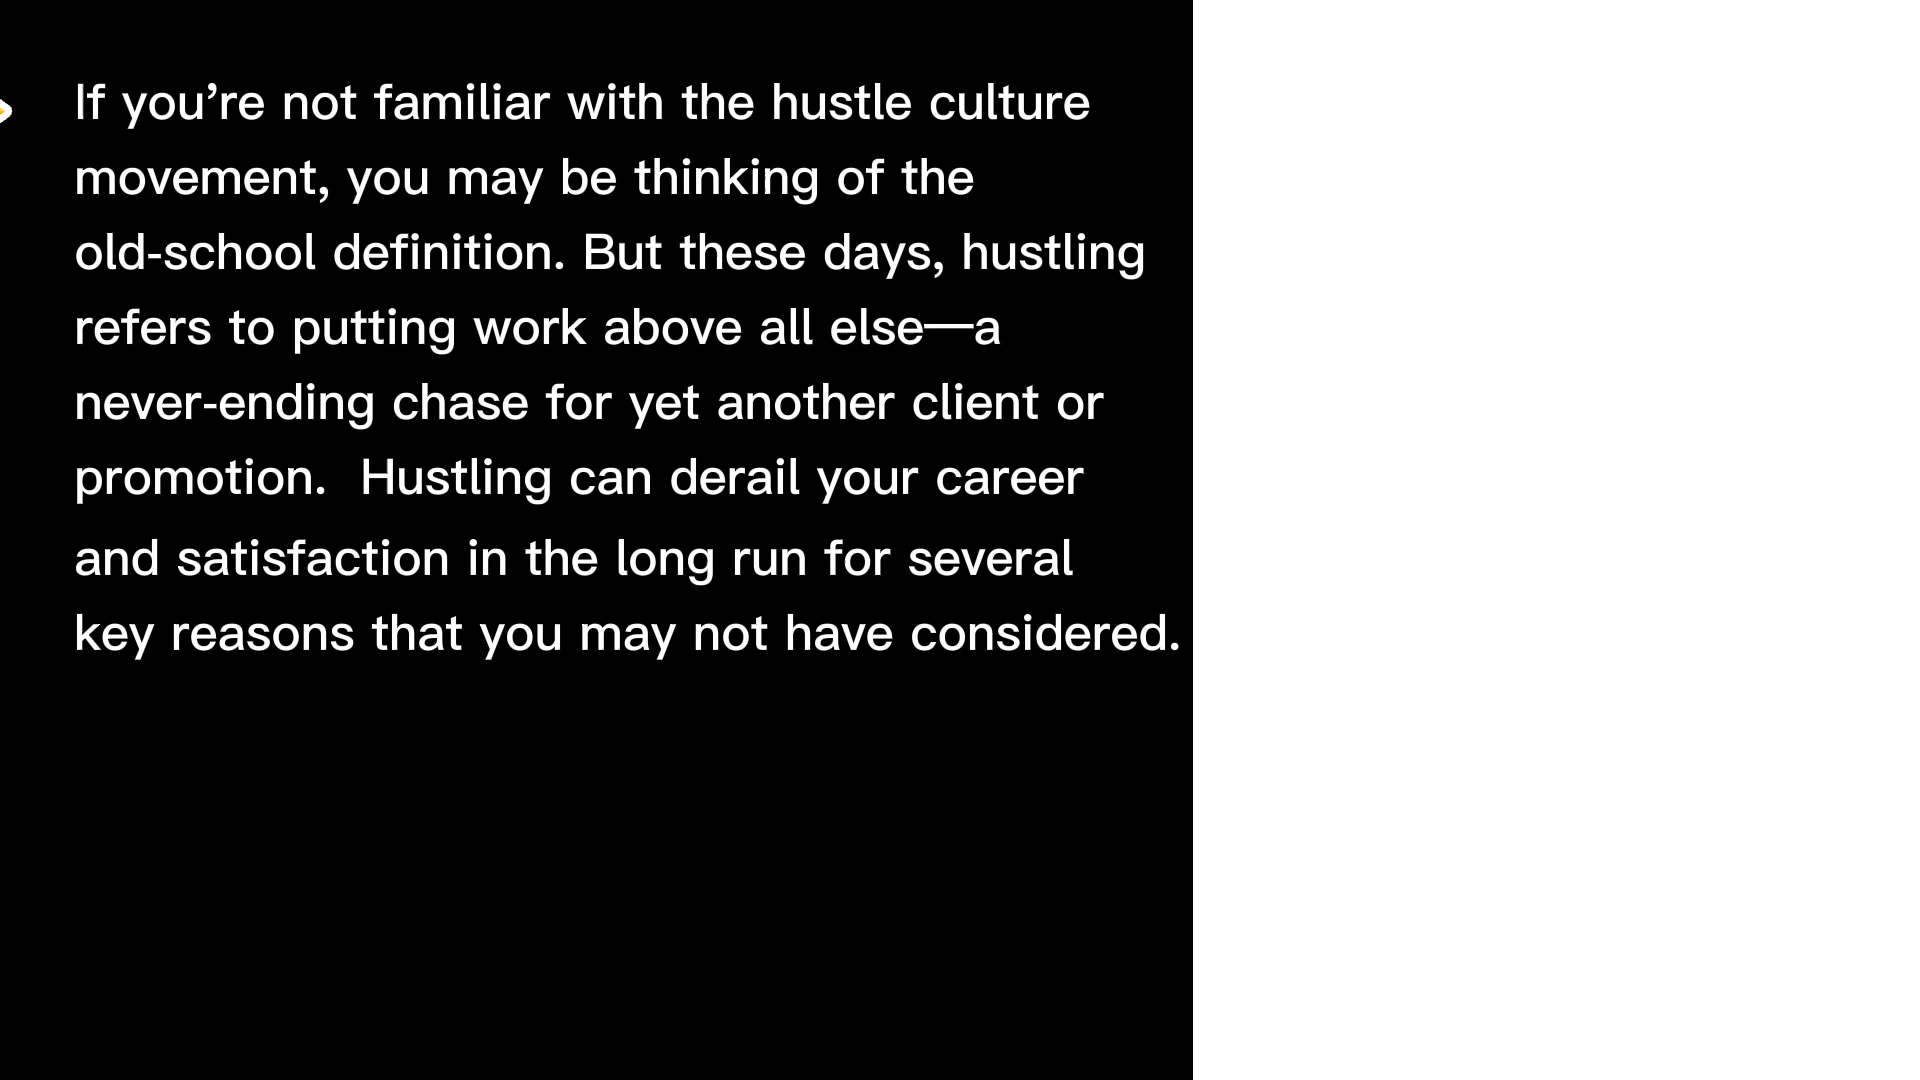 If you’re not familiar with the hustle culture
movement, you may be thinking of the
old-school definition. But these days, hustling
refers to putting work above all else—a
never-ending chase for yet another client or
promotion.  Hustling can derail your career
and satisfaction in the long run for several
key reasons that you may not have considered.